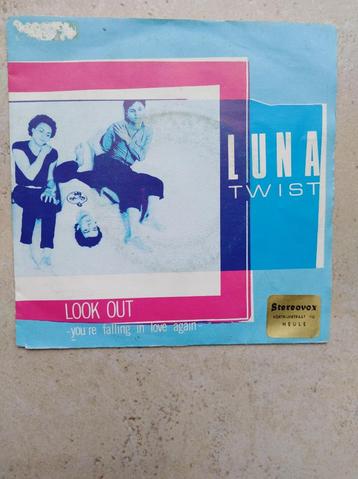 LUNA
TWIST
LOOK OUT
-you're falling in love again-
Stereovox
HEULE